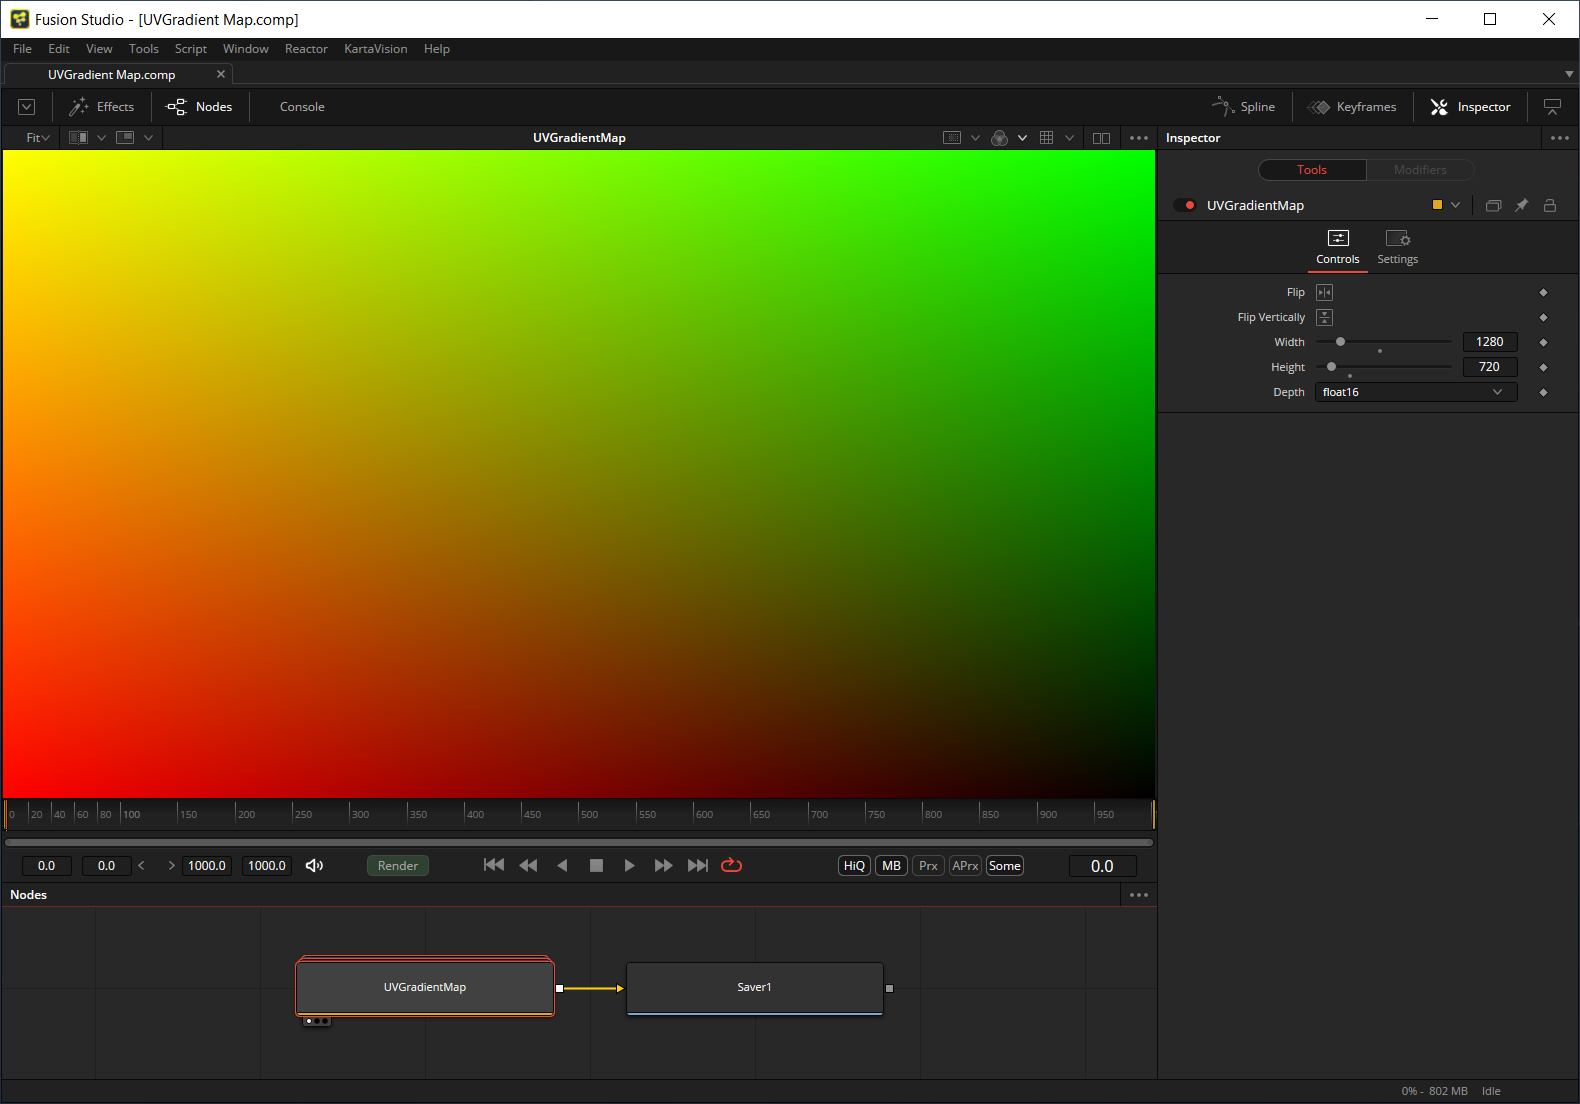 Fusion Studio - [UVGradient Map.comp]
File Edit View Tools Script Window Reactor KartaVision Help
UVGradient Map.comp
Effects Nodes Console Spline Keyframes Inspector
Fit UVGradientMap Inspector
Tools Modifiers
UVGradientMap
Controls Settings
Flip
Flip Vertically
Width 1280
Height 720
Depth float16
0 20 40 60 80 100 150 200 250 300 350 400 450 500 550 600 650 700 750 800 850 900 950
0.0 0.0 < > 1000.0 1000.0 Render HiQ MB Prx APrx Some 0.0
Nodes
UVGradientMap Saver1
0% - 802 MB Idle